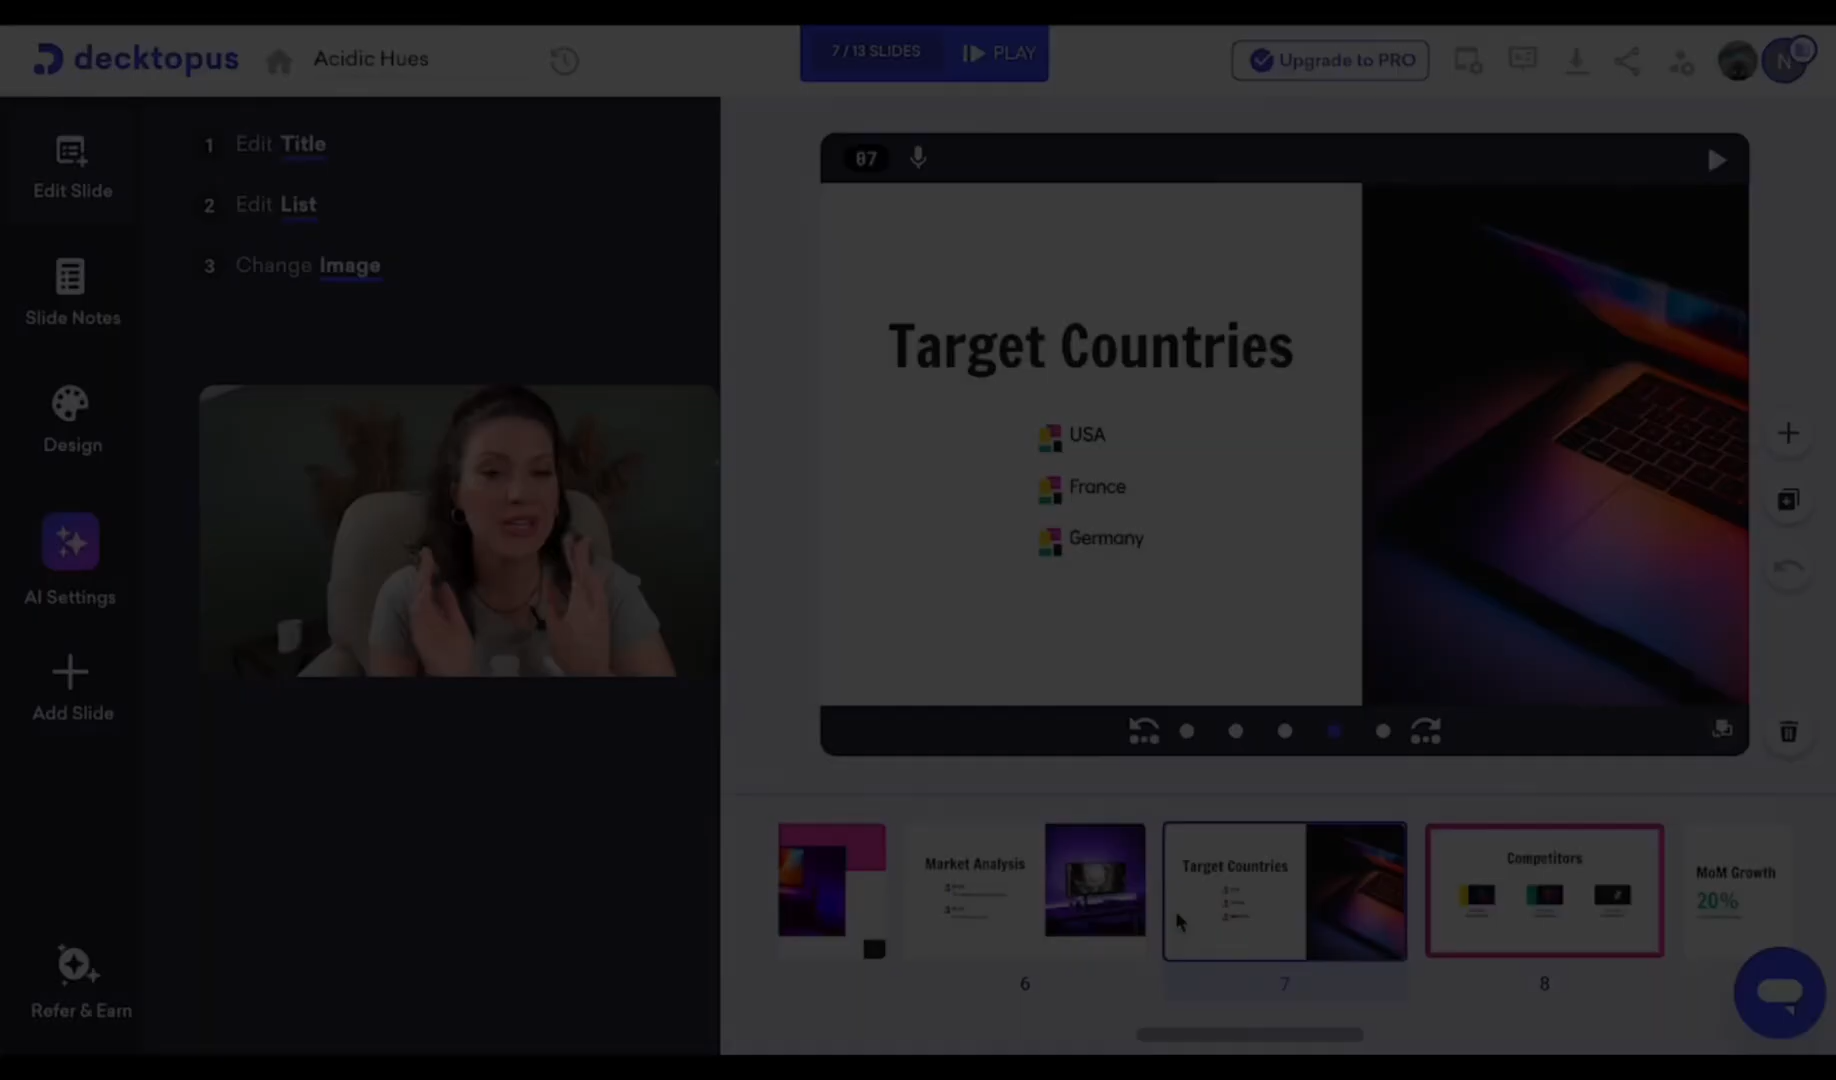 decktopus
Acidic Hues
7 / 13 SLIDES
PLAY
Upgrade to PRO
N
Edit Slide
Slide Notes
Design
AI Settings
Add Slide
Refer & Earn
1 Edit Title
2 Edit List
3 Change Image
07
Target Countries
USA
France
Germany
Market Analysis
Target Countries
Competitors
MoM Growth
20%
6
7
8